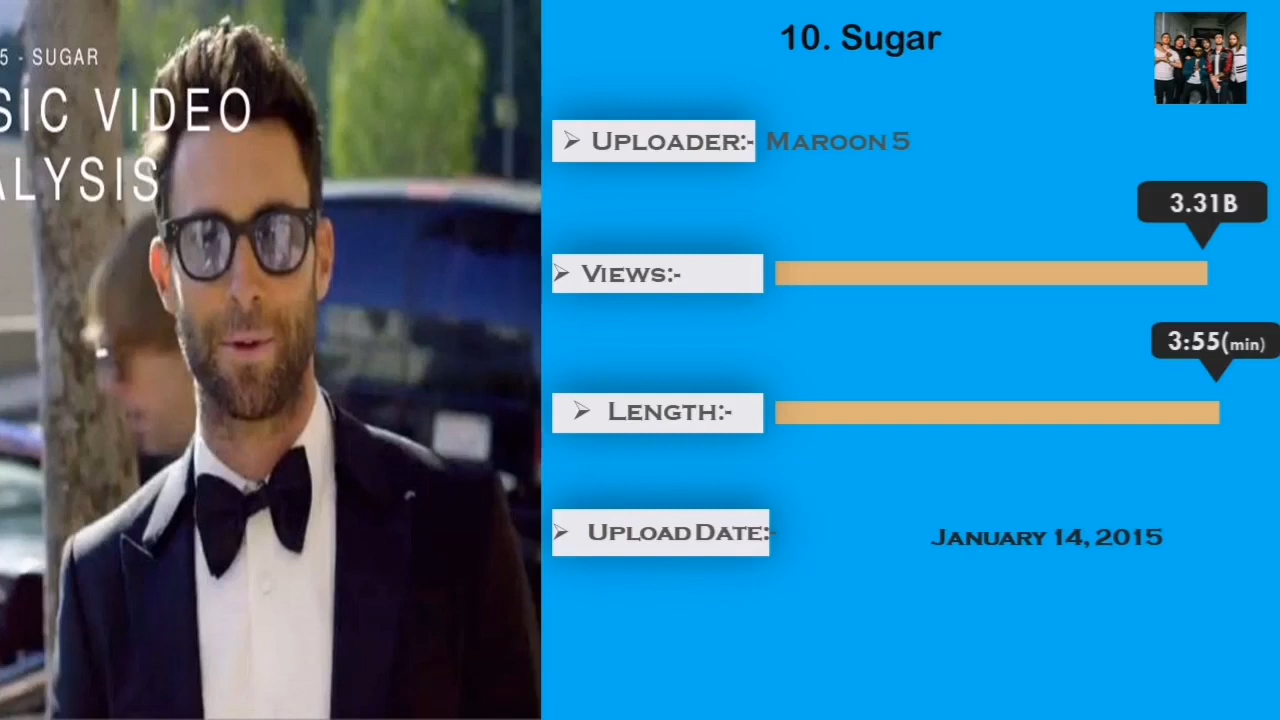 5 - SUGAR
SIC VIDEO
ALYSIS
10. Sugar
➢ UPLOADER:- MAROON 5
3.31B
➢ VIEWS:-
3:55(min)
➢ LENGTH:-
➢ UPLOAD DATE:- JANUARY 14, 2015